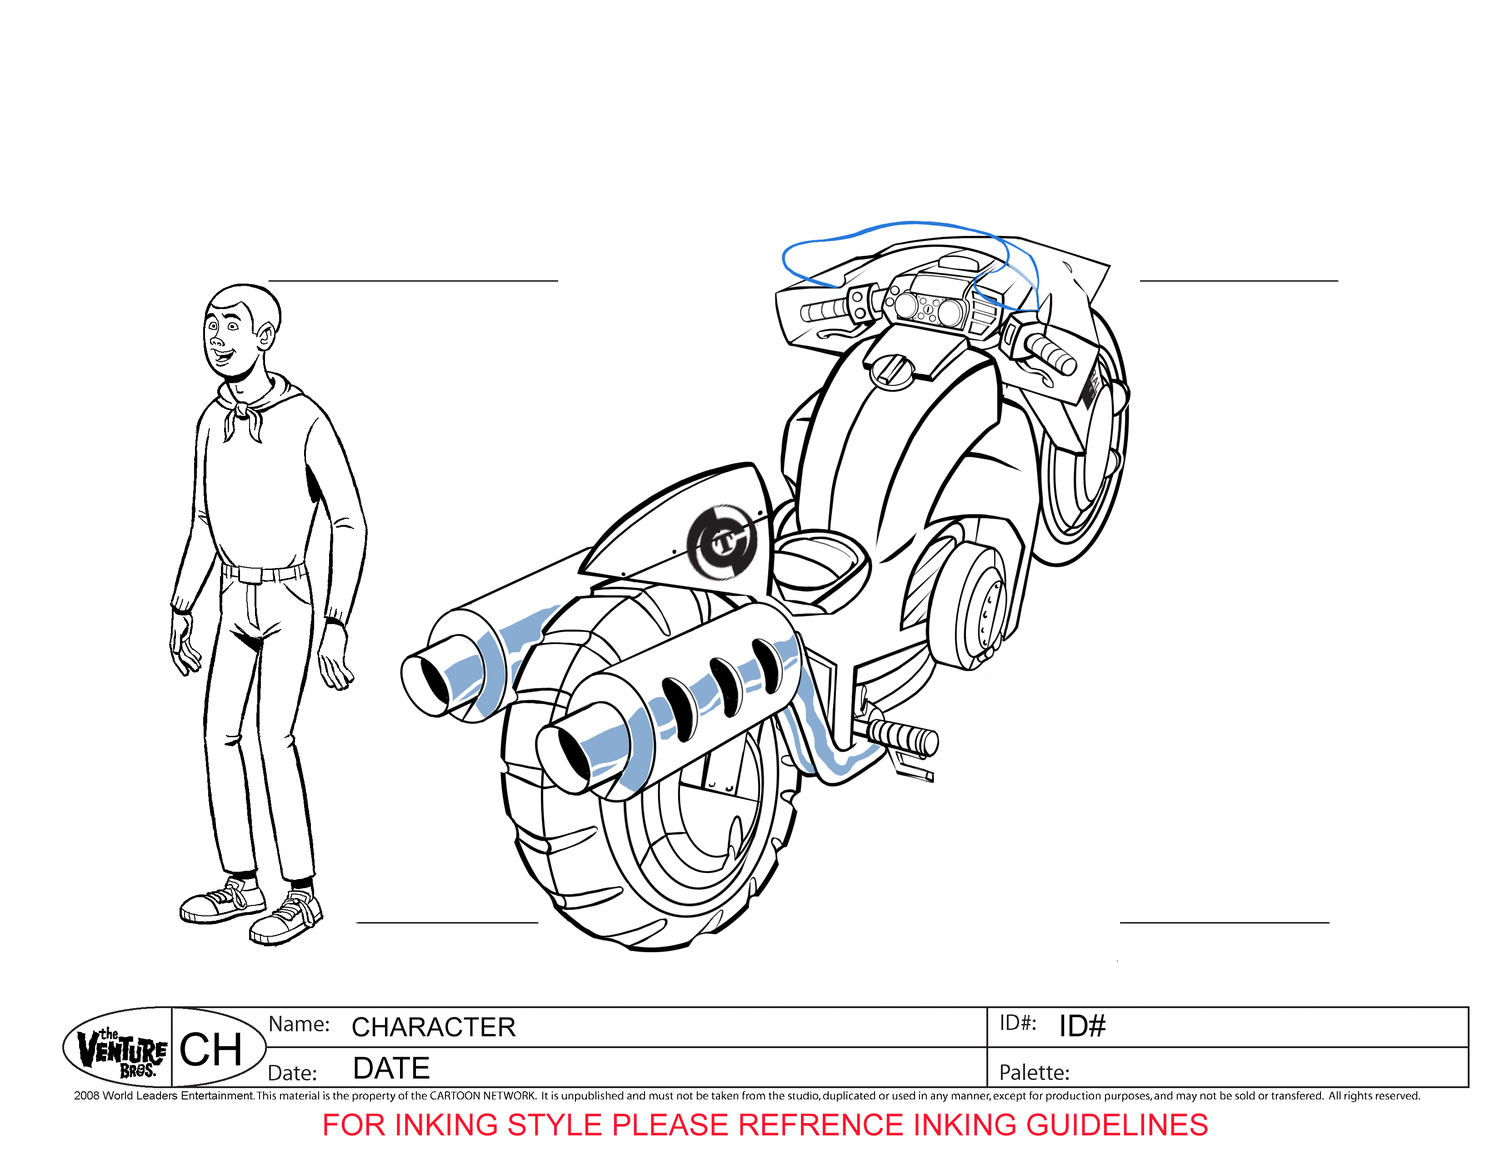 T
the VENTURE BROS.
CH
Name: CHARACTER
ID#: ID#
Date: DATE
Palette:
2008 World Leaders Entertainment. This material is the property of the CARTOON NETWORK. It is unpublished and must not be taken from the studio, duplicated or used in any manner, except for production purposes, and may not be sold or transfered. All rights reserved.
FOR INKING STYLE PLEASE REFRENCE INKING GUIDELINES